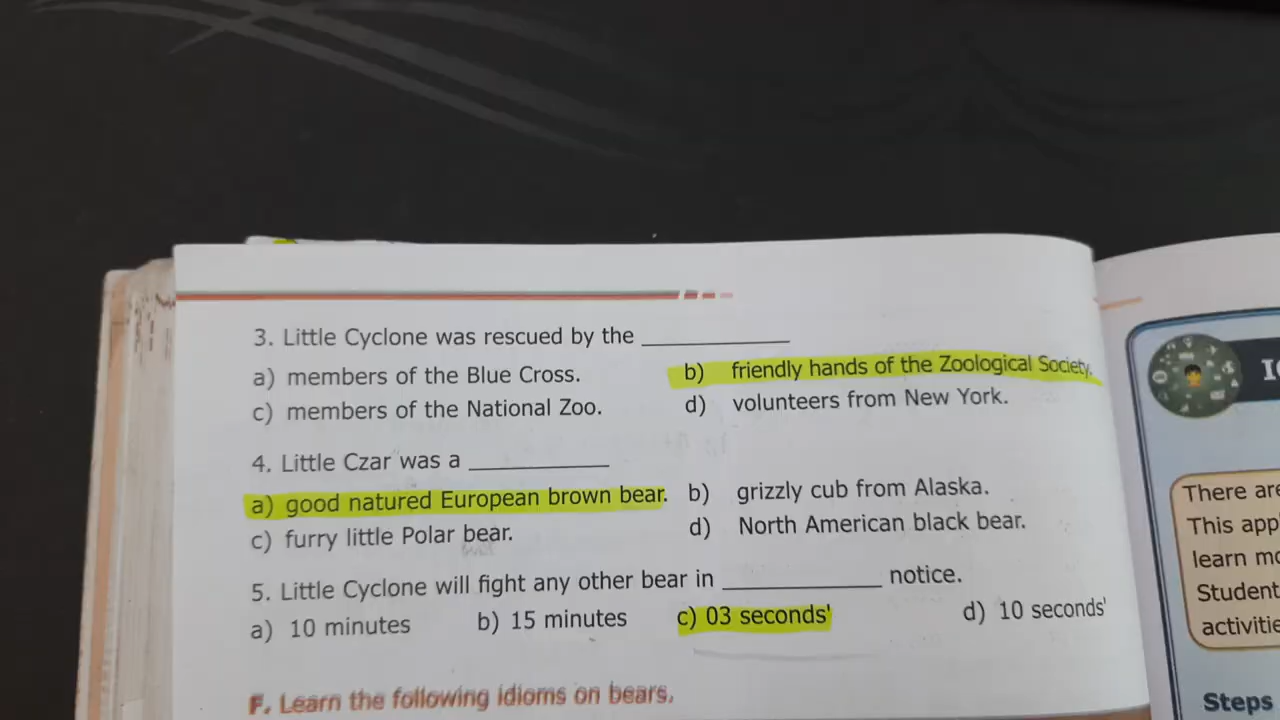 3. Little Cyclone was rescued by the ____________
a) members of the Blue Cross. b) friendly hands of the Zoological Society.
c) members of the National Zoo. d) volunteers from New York.
4. Little Czar was a ____________
a) good natured European brown bear. b) grizzly cub from Alaska.
c) furry little Polar bear. d) North American black bear.
5. Little Cyclone will fight any other bear in ____________ notice.
a) 10 minutes b) 15 minutes c) 03 seconds' d) 10 seconds'
F. Learn the following idioms on bears.
There are
This app
learn mo
Student
activitie
Steps